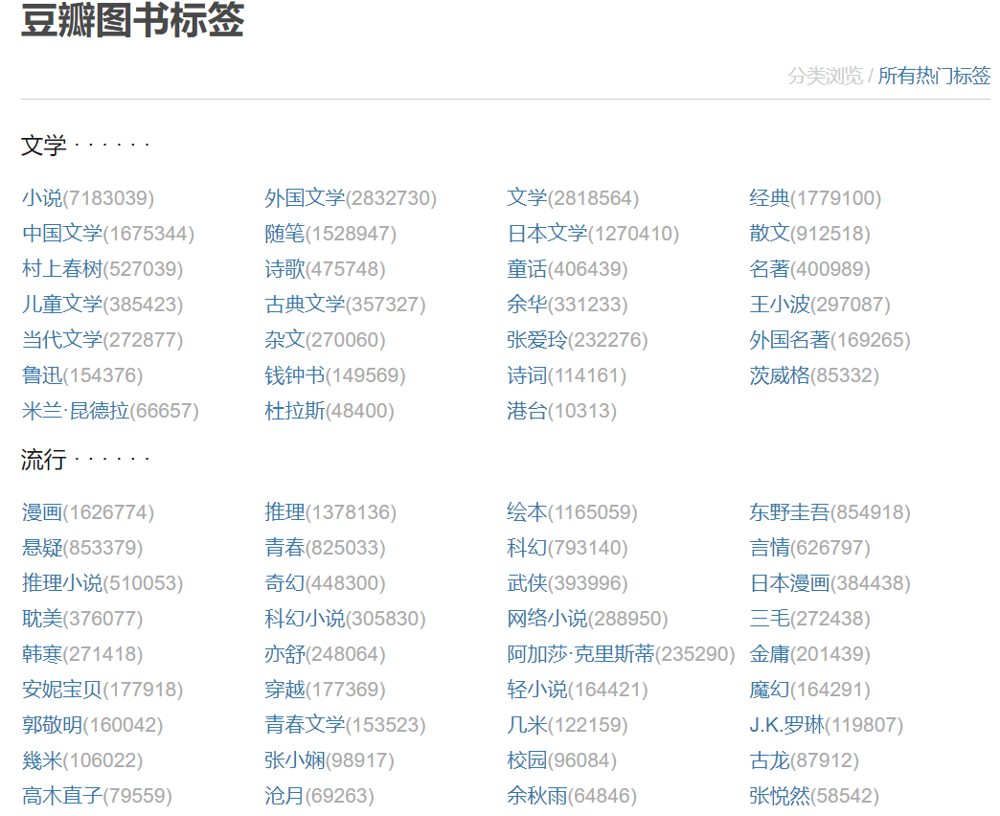 豆瓣图书标签
分类浏览 / 所有热门标签
文学 · · · · · ·
小说(7183039) 外国文学(2832730) 文学(2818564) 经典(1779100)
中国文学(1675344) 随笔(1528947) 日本文学(1270410) 散文(912518)
村上春树(527039) 诗歌(475748) 童话(406439) 名著(400989)
儿童文学(385423) 古典文学(357327) 余华(331233) 王小波(297087)
当代文学(272877) 杂文(270060) 张爱玲(232276) 外国名著(169265)
鲁迅(154376) 钱钟书(149569) 诗词(114161) 茨威格(85332)
米兰·昆德拉(66657) 杜拉斯(48400) 港台(10313)
流行 · · · · · ·
漫画(1626774) 推理(1378136) 绘本(1165059) 东野圭吾(854918)
悬疑(853379) 青春(825033) 科幻(793140) 言情(626797)
推理小说(510053) 奇幻(448300) 武侠(393996) 日本漫画(384438)
耽美(376077) 科幻小说(305830) 网络小说(288950) 三毛(272438)
韩寒(271418) 亦舒(248064) 阿加莎·克里斯蒂(235290) 金庸(201439)
安妮宝贝(177918) 穿越(177369) 轻小说(164421) 魔幻(164291)
郭敬明(160042) 青春文学(153523) 几米(122159) J.K.罗琳(119807)
幾米(106022) 张小娴(98917) 校园(96084) 古龙(87912)
高木直子(79559) 沧月(69263) 余秋雨(64846) 张悦然(58542)